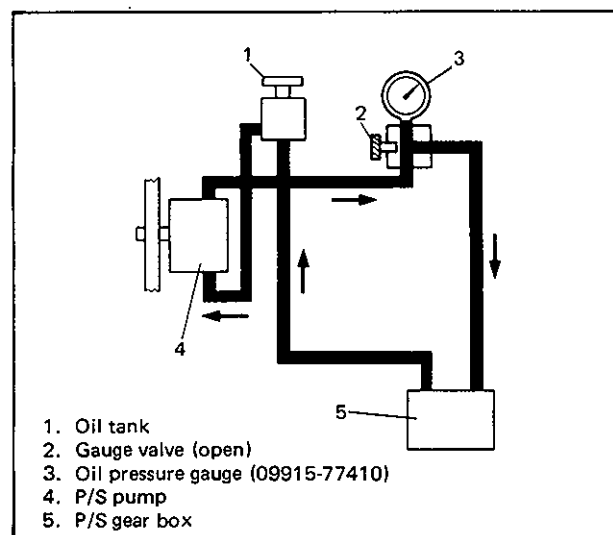 1
3
2
4
5
1. Oil tank
2. Gauge valve (open)
3. Oil pressure gauge (09915-77410)
4. P/S pump
5. P/S gear box